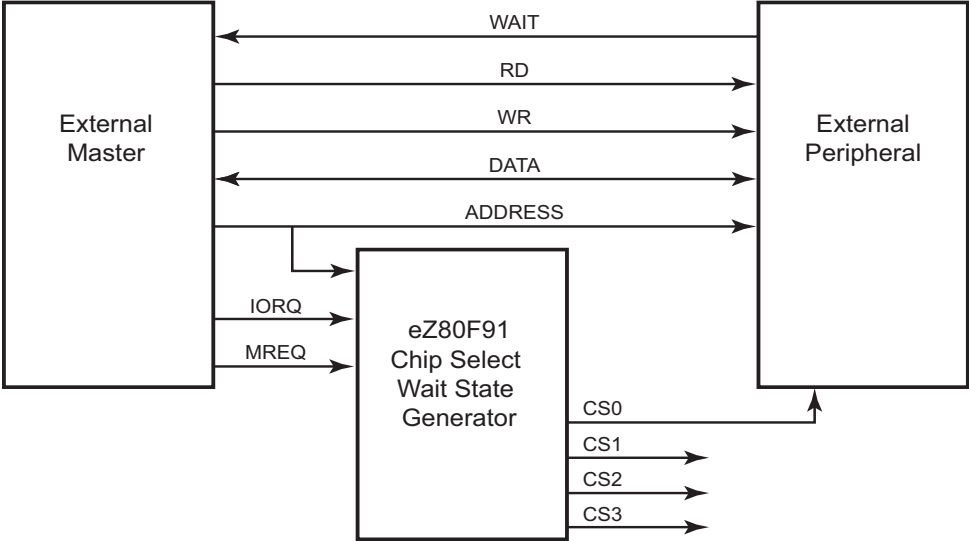 WAIT
RD
WR
DATA
ADDRESS
External
Master
External
Peripheral
IORQ
MREQ
eZ80F91
Chip Select
Wait State
Generator
CS0
CS1
CS2
CS3